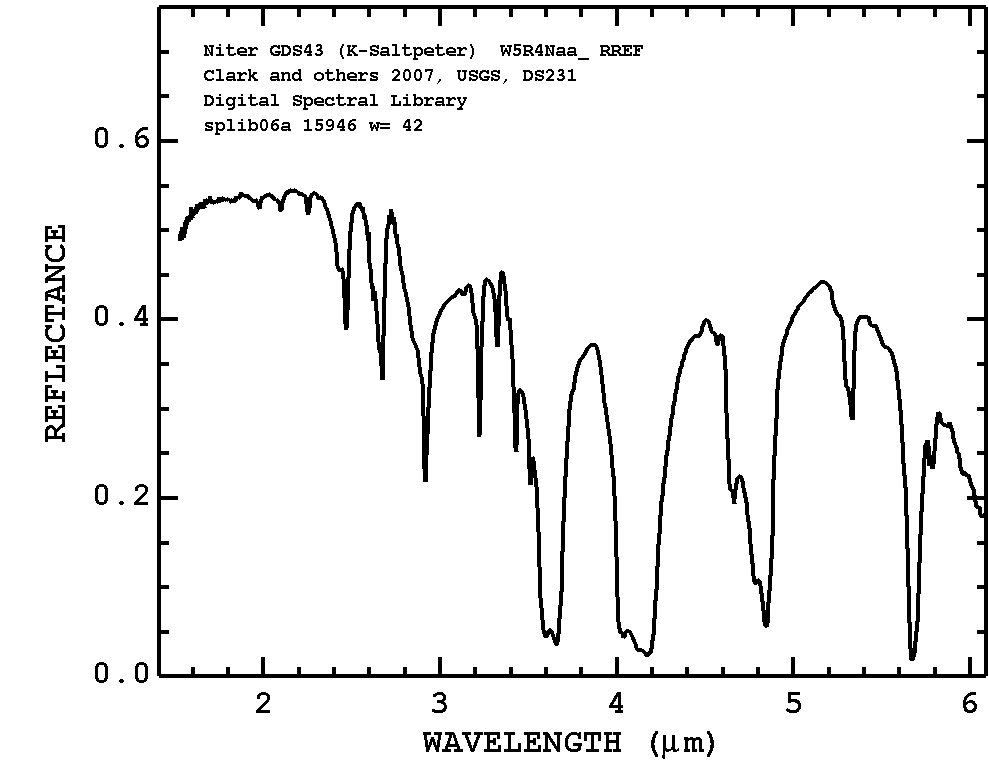 Niter GDS43 (K-Saltpeter) W5R4Naa_ RREF
Clark and others 2007, USGS, DS231
Digital Spectral Library
splib06a 15946 w= 42
0.6
0.4
0.2
0.0
REFLECTANCE
2 3 4 5 6
WAVELENGTH (μm)